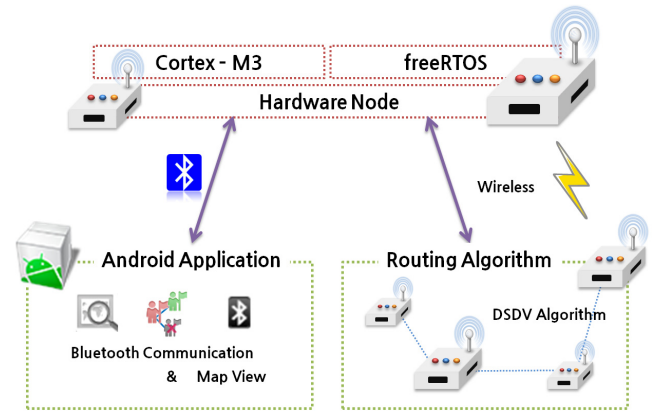 Cortex - M3
freeRTOS
Hardware Node
Wireless
Android Application
Routing Algorithm
DSDV Algorithm
Bluetooth Communication
& Map View